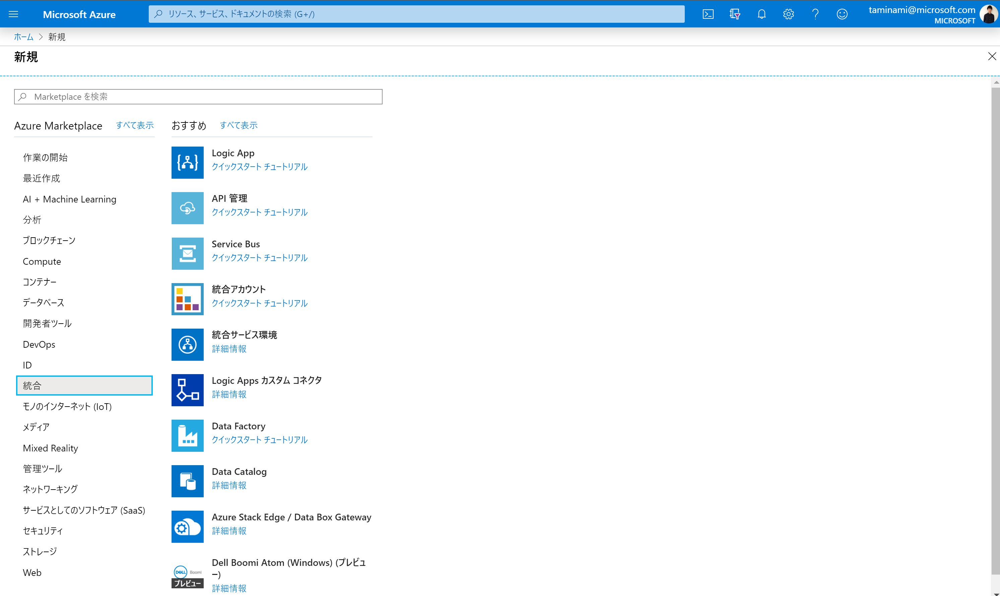 Microsoft Azure
リソース、サービス、ドキュメントの検索 (G+/)
taminami@microsoft.com
MICROSOFT
ホーム > 新規
新規
Marketplace を検索
Azure Marketplace すべて表示
作業の開始
最近作成
AI + Machine Learning
分析
ブロックチェーン
Compute
コンテナー
データベース
開発者ツール
DevOps
ID
統合
モノのインターネット (IoT)
メディア
Mixed Reality
管理ツール
ネットワーキング
サービスとしてのソフトウェア (SaaS)
セキュリティ
ストレージ
Web
おすすめ すべて表示
Logic App
クイックスタート チュートリアル
API 管理
クイックスタート チュートリアル
Service Bus
クイックスタート チュートリアル
統合アカウント
クイックスタート チュートリアル
統合サービス環境
詳細情報
Logic Apps カスタム コネクタ
詳細情報
Data Factory
クイックスタート チュートリアル
Data Catalog
詳細情報
Azure Stack Edge / Data Box Gateway
詳細情報
DELL Boomi
プレビュー
Dell Boomi Atom (Windows) (プレビュ
ー)
詳細情報